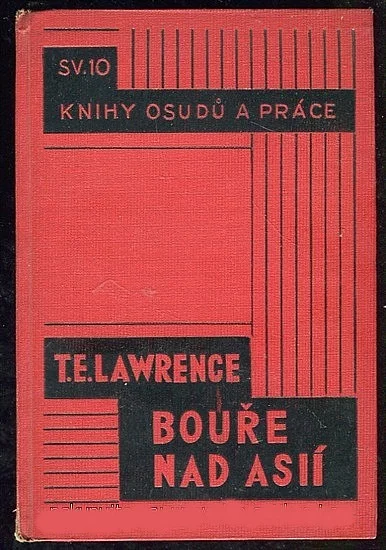 SV.10
KNIHY OSUDŮ A PRÁCE
T.E.LAWRENCE
BOUŘE
NAD ASIÍ